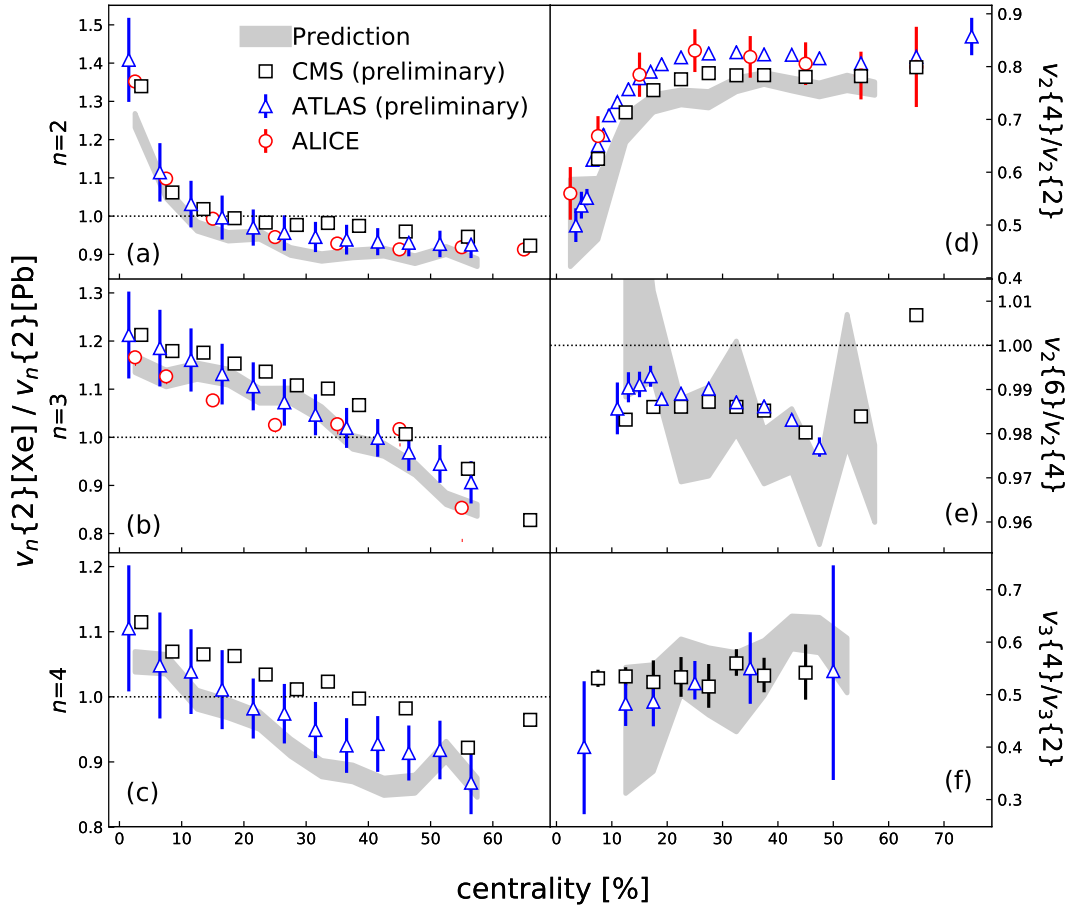 Prediction
CMS (preliminary)
ATLAS (preliminary)
ALICE
vₙ{2}[Xe] / vₙ{2}[Pb]
n=2
1.5
1.4
1.3
1.2
1.1
1.0
0.9
(a)
n=3
1.3
1.2
1.1
1.0
0.9
0.8
(b)
n=4
1.2
1.1
1.0
0.9
0.8
(c)
0 10 20 30 40 50 60
(d)
0.9
0.8
0.7
0.6
0.5
0.4
v₂{4}/v₂{2}
(e)
1.01
1.00
0.99
0.98
0.97
0.96
v₂{6}/v₂{4}
(f)
0.7
0.6
0.5
0.4
0.3
v₃{4}/v₃{2}
0 10 20 30 40 50 60 70
centrality [%]